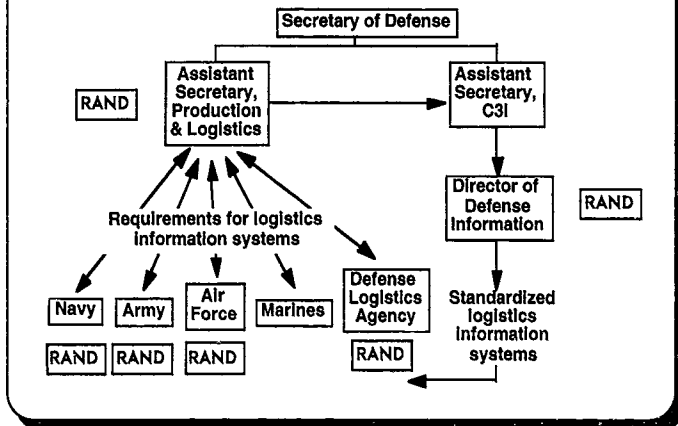 Secretary of Defense
Assistant
Secretary,
Production
& Logistics
Assistant
Secretary,
C3I
RAND
Director of
Defense
Information
RAND
Requirements for logistics
information systems
Navy
Army
Air
Force
Marines
Defense
Logistics
Agency
Standardized
logistics
information
systems
RAND
RAND
RAND
RAND